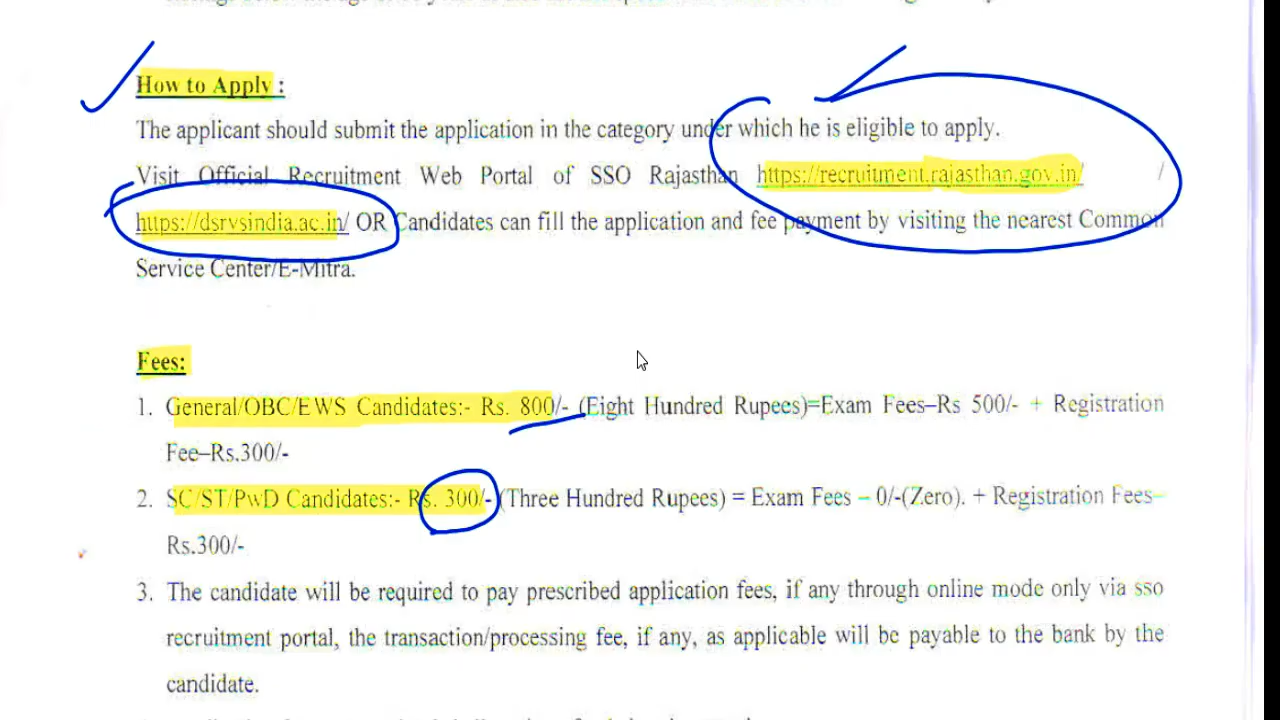 How to Apply :
The applicant should submit the application in the category under which he is eligible to apply.
Visit Official Recruitment Web Portal of SSO Rajasthan https://recruitment.rajasthan.gov.in/ /
https://dsrvsindia.ac.in/ OR Candidates can fill the application and fee payment by visiting the nearest Common
Service Center/E-Mitra.
Fees:
1. General/OBC/EWS Candidates:- Rs. 800/- (Eight Hundred Rupees)=Exam Fees–Rs 500/- + Registration
Fee–Rs.300/-
2. SC/ST/PwD Candidates:- Rs. 300/- (Three Hundred Rupees) = Exam Fees – 0/-(Zero). + Registration Fees–
Rs.300/-
3. The candidate will be required to pay prescribed application fees, if any through online mode only via sso
recruitment portal, the transaction/processing fee, if any, as applicable will be payable to the bank by the
candidate.